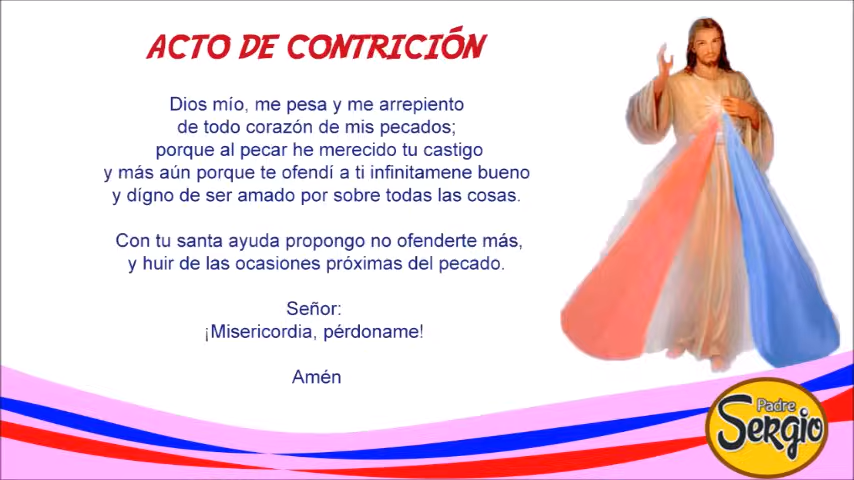 ACTO DE CONTRICIÓN
Dios mío, me pesa y me arrepiento
de todo corazón de mis pecados;
porque al pecar he merecido tu castigo
y más aún porque te ofendí a ti infinitamene bueno
y dígno de ser amado por sobre todas las cosas.
Con tu santa ayuda propongo no ofenderte más,
y huir de las ocasiones próximas del pecado.
Señor:
¡Misericordia, pérdoname!
Amén
Padre
Sergio